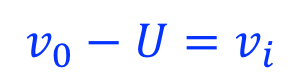 v₀ − U = vᵢ